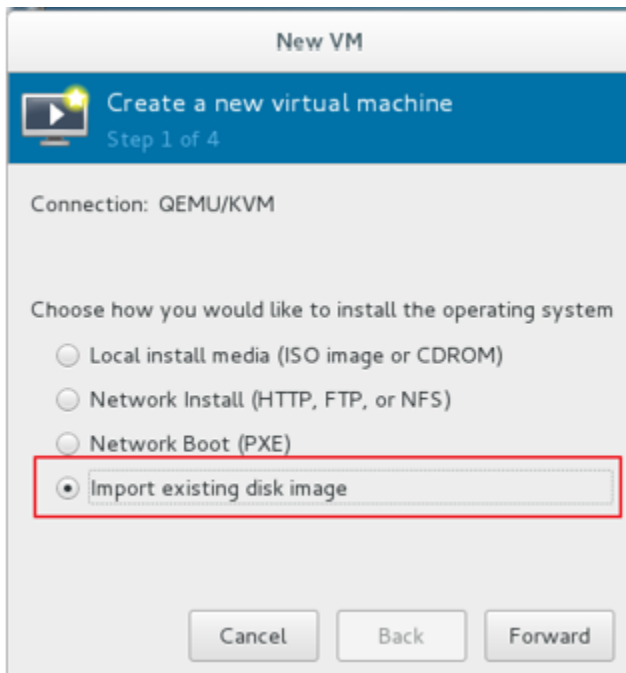 New VM
Create a new virtual machine
Step 1 of 4
Connection: QEMU/KVM
Choose how you would like to install the operating system
Local install media (ISO image or CDROM)
Network Install (HTTP, FTP, or NFS)
Network Boot (PXE)
Import existing disk image
Cancel Back Forward